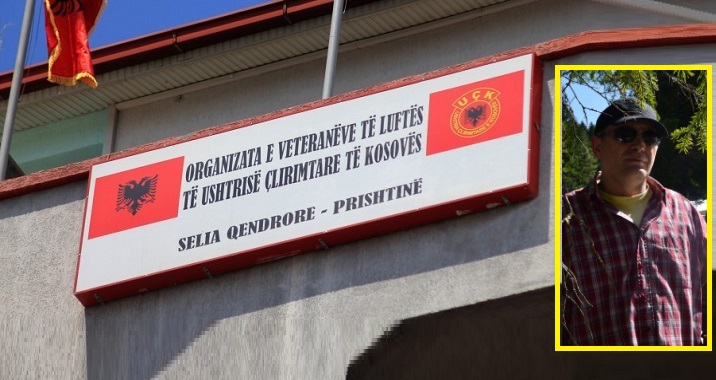 ORGANIZATA E VETERANËVE TË LUFTËS
TË USHTRISË ÇLIRIMTARE TË KOSOVËS
SELIA QENDRORE - PRISHTINË
UÇK